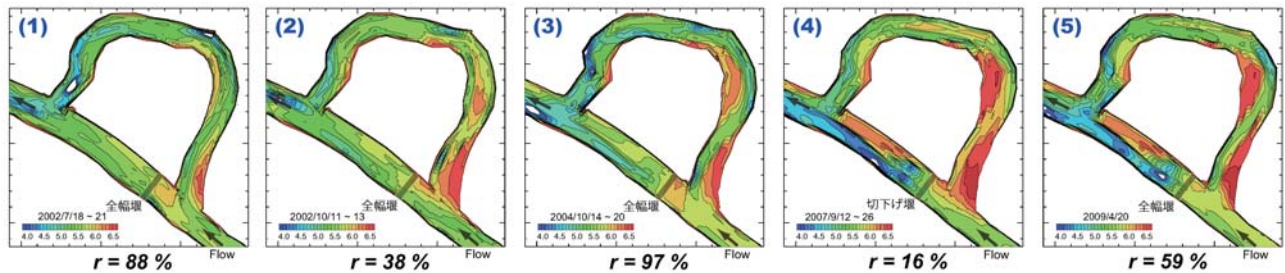 (1)
全幅堰
2002/7/18 ~ 21
4.0 4.5 5.0 5.5 6.0 6.5
Flow
r = 88 %
(2)
全幅堰
2002/10/11 ~ 13
4.0 4.5 5.0 5.5 6.0 6.5
Flow
r = 38 %
(3)
全幅堰
2004/10/14 ~ 20
4.0 4.5 5.0 5.5 6.0 6.5
Flow
r = 97 %
(4)
切下げ堰
2007/9/12 ~ 26
4.0 4.5 5.0 5.5 6.0 6.5
Flow
r = 16 %
(5)
全幅堰
2009/4/20
4.0 4.5 5.0 5.5 6.0 6.5
Flow
r = 59 %